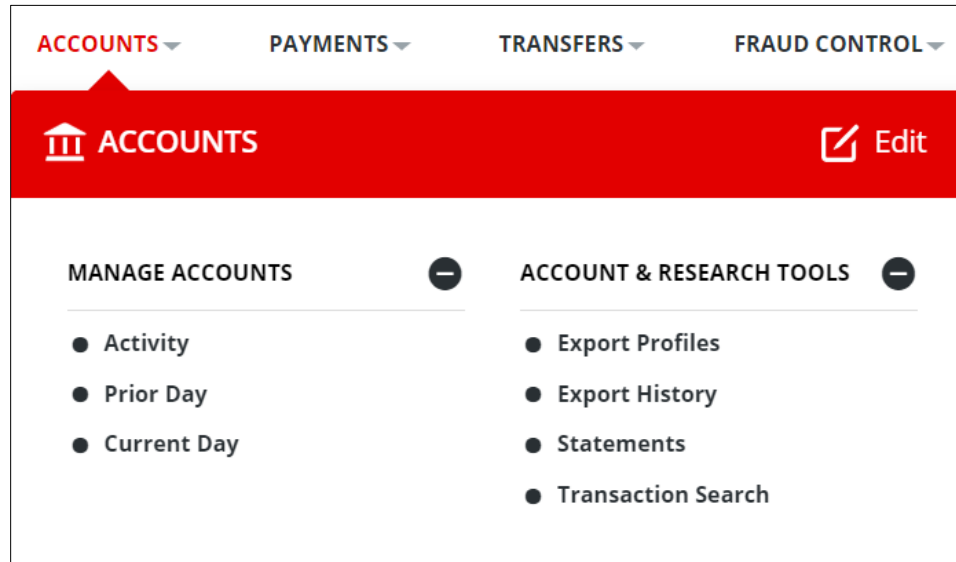 ACCOUNTS PAYMENTS TRANSFERS FRAUD CONTROL
ACCOUNTS Edit
MANAGE ACCOUNTS
Activity
Prior Day
Current Day
ACCOUNT & RESEARCH TOOLS
Export Profiles
Export History
Statements
Transaction Search